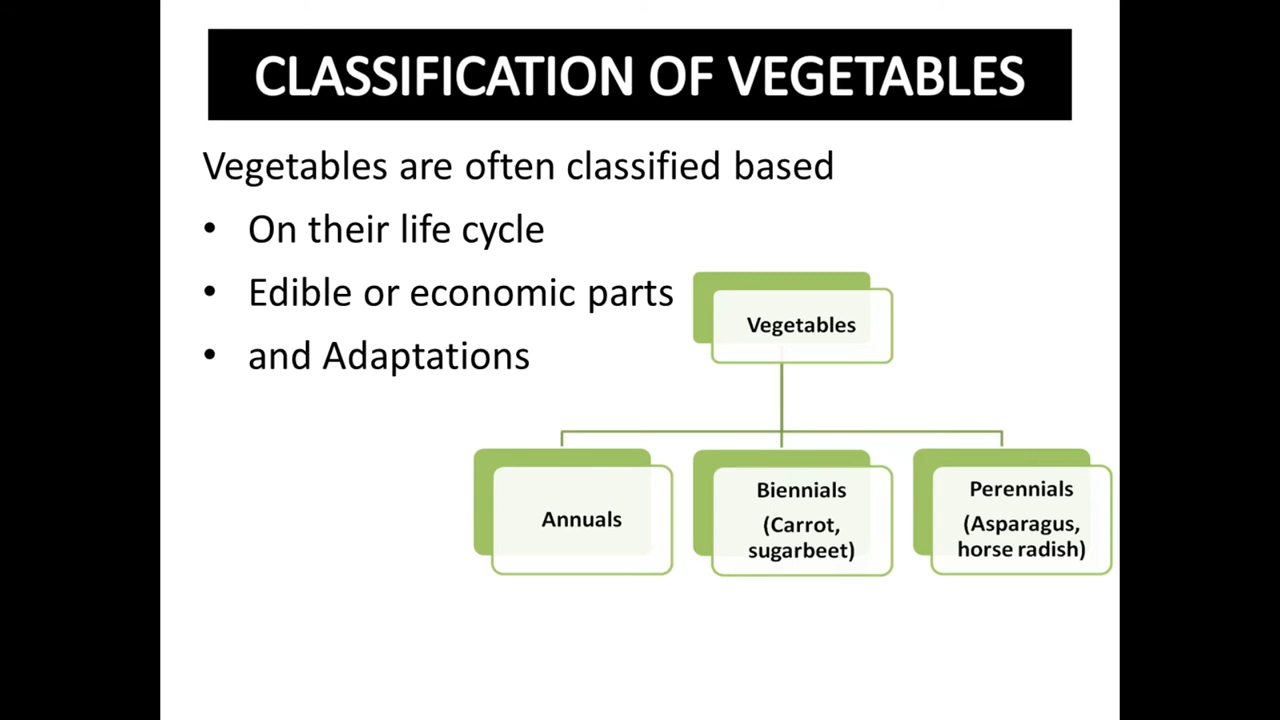 CLASSIFICATION OF VEGETABLES
Vegetables are often classified based
• On their life cycle
• Edible or economic parts
• and Adaptations
Vegetables
Annuals
Biennials
(Carrot,
sugarbeet)
Perennials
(Asparagus,
horse radish)